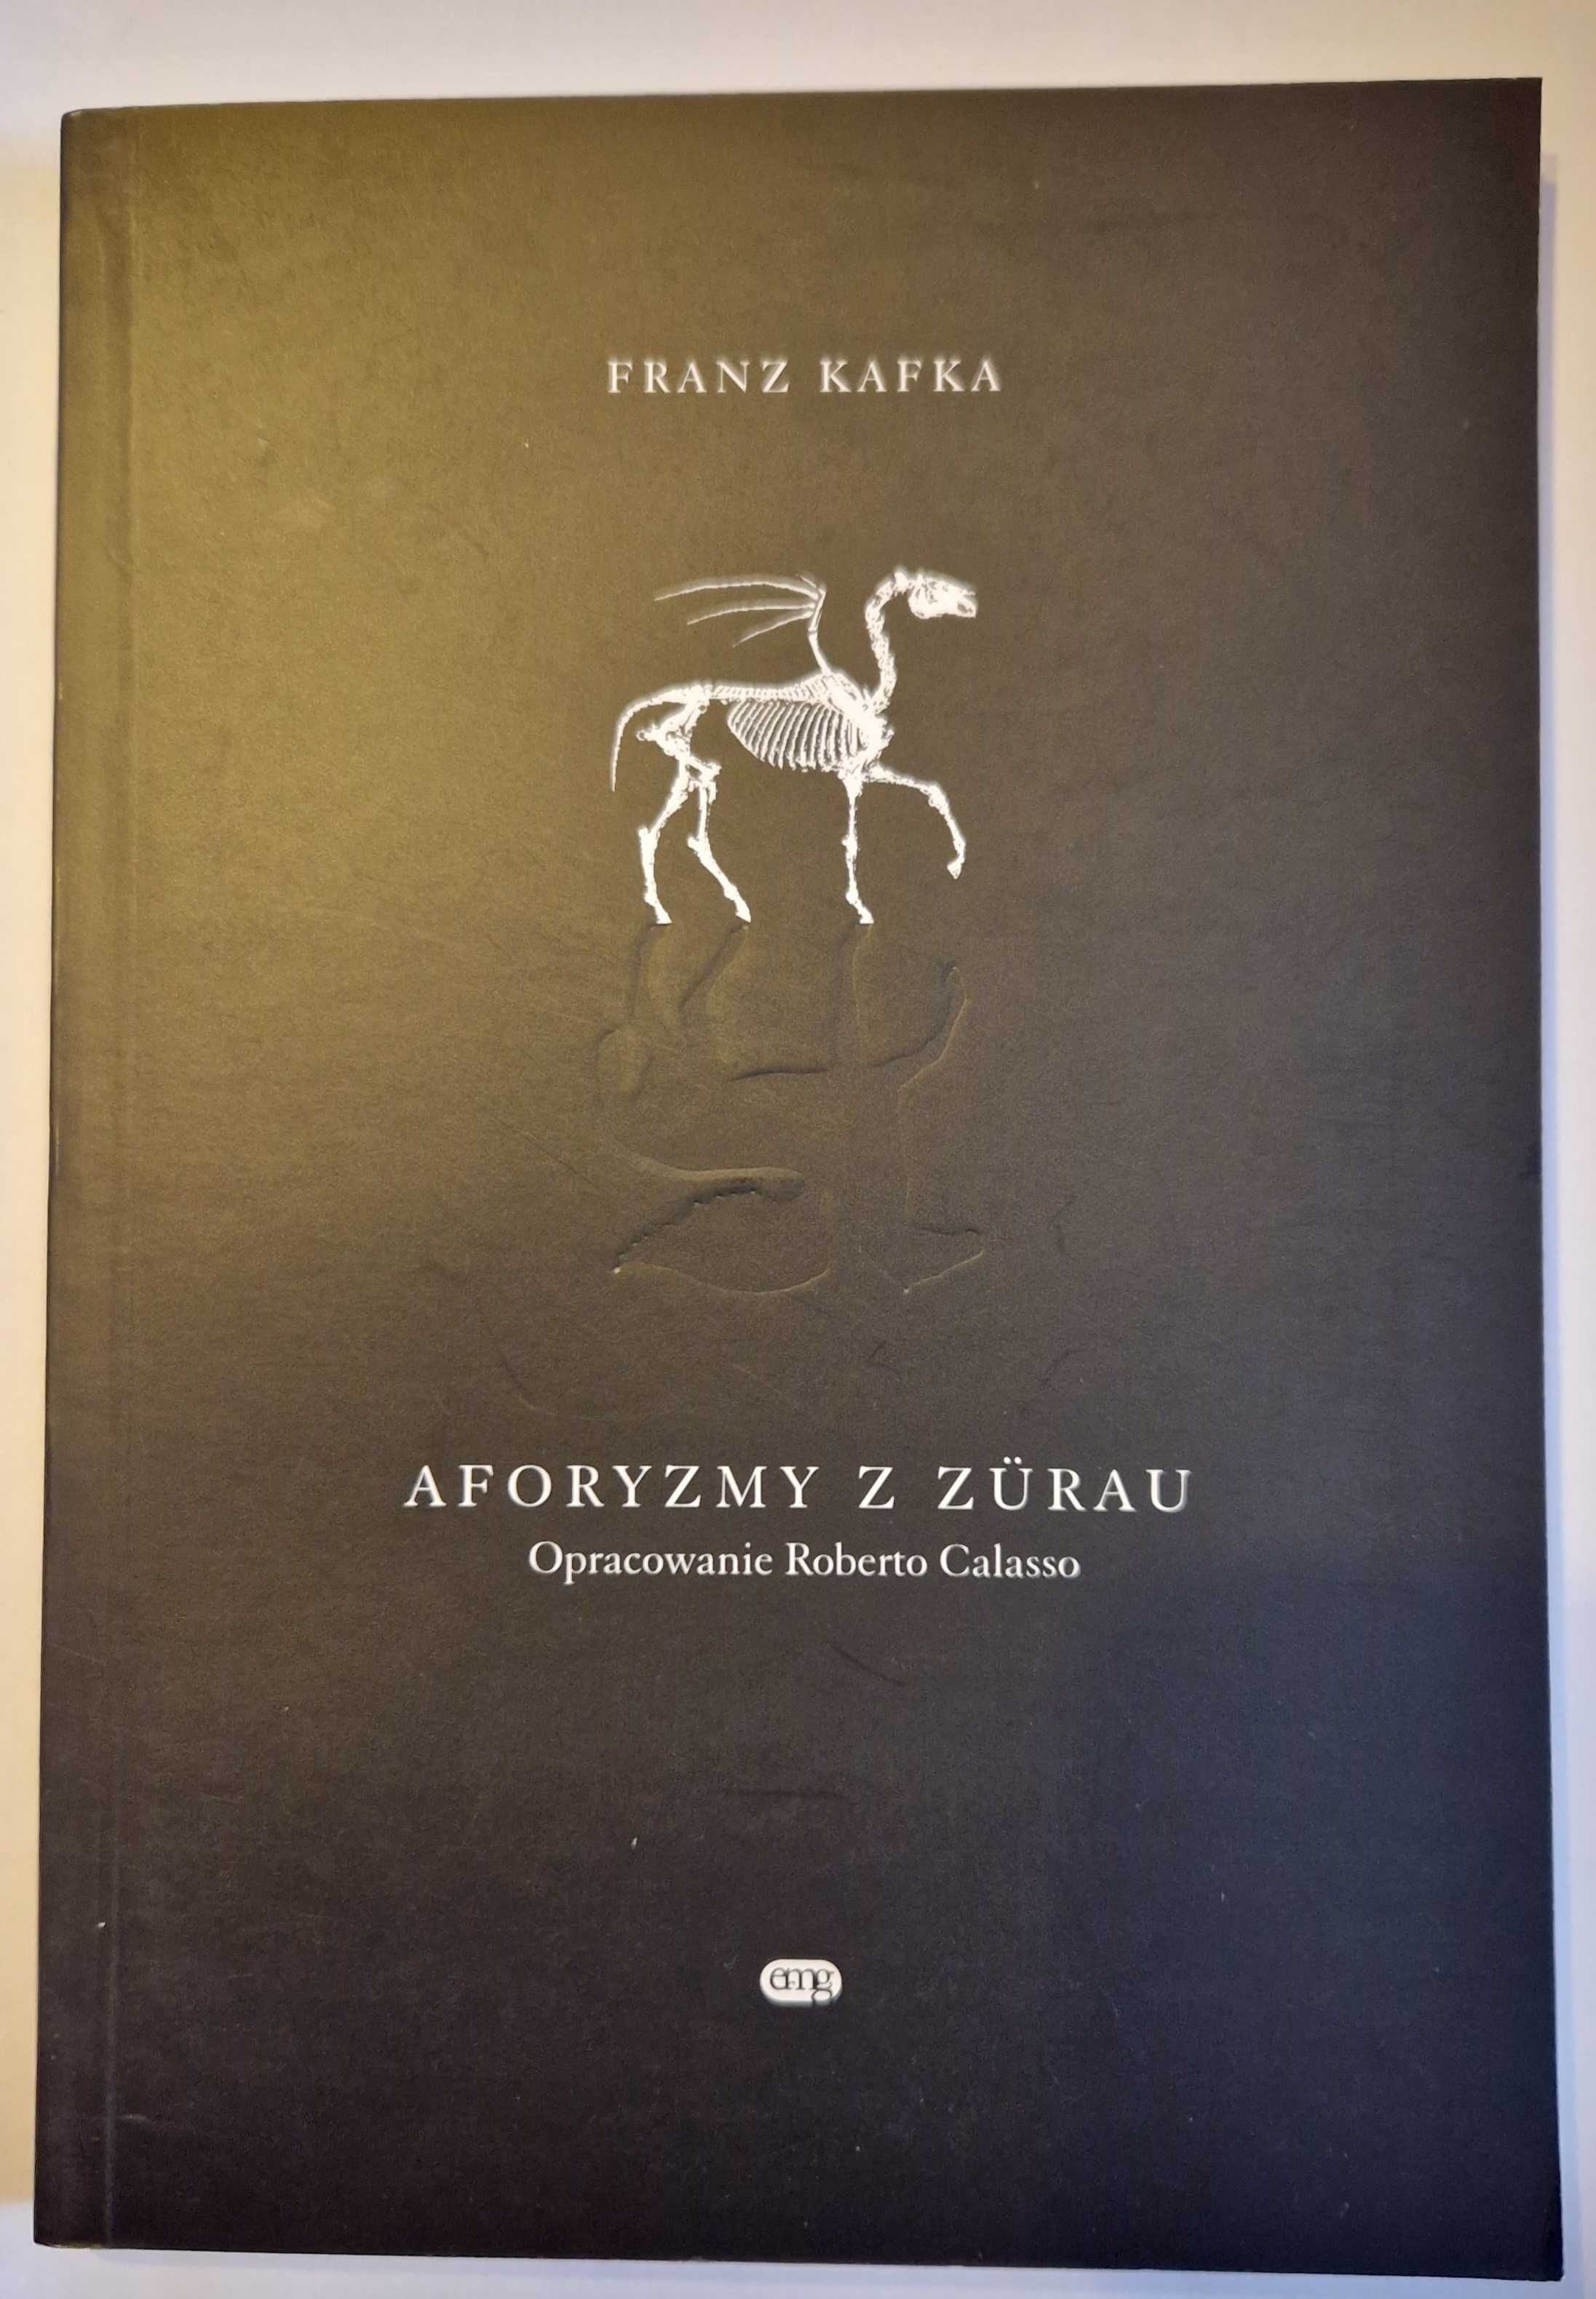 FRANZ KAFKA
AFORYZMY Z ZÜRAU
Opracowanie Roberto Calasso
emg